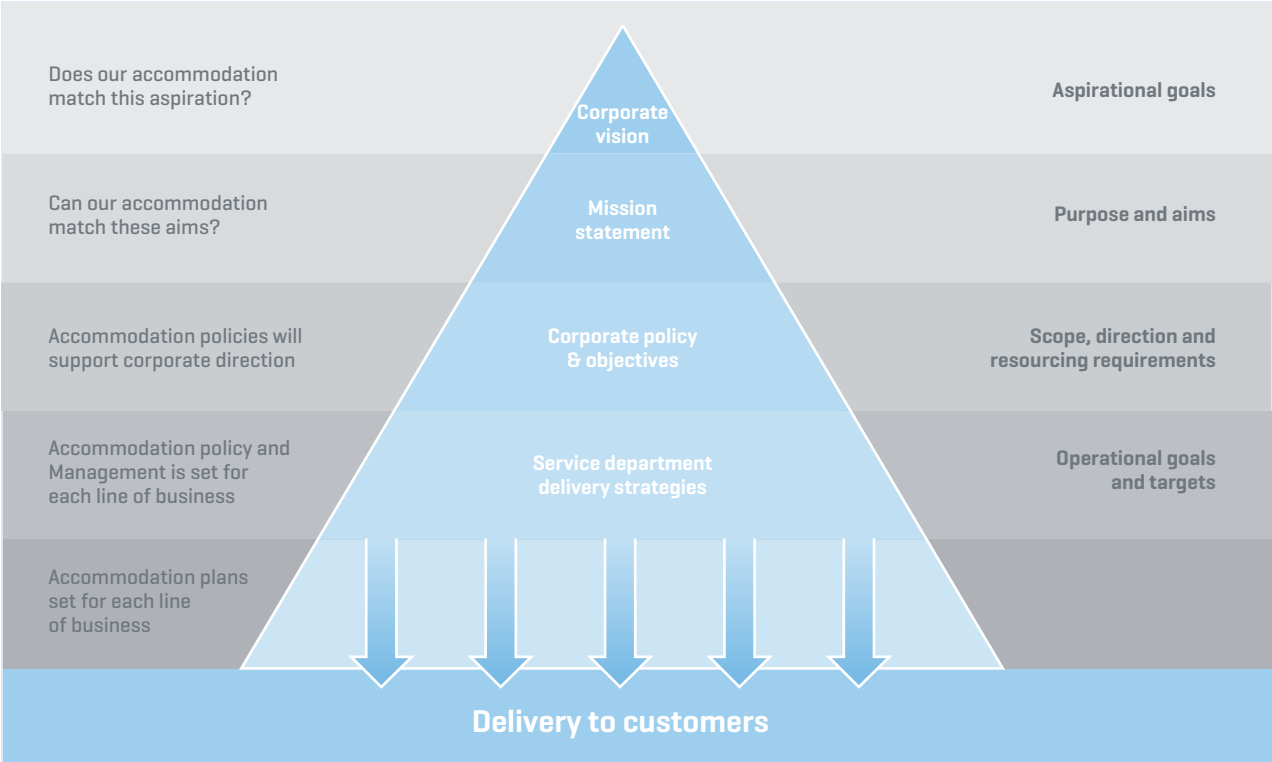 Does our accommodation
match this aspiration?
Corporate
vision
Aspirational goals
Can our accommodation
match these aims?
Mission
statement
Purpose and aims
Accommodation policies will
support corporate direction
Corporate policy
& objectives
Scope, direction and
resourcing requirements
Accommodation policy and
Management is set for
each line of business
Service department
delivery strategies
Operational goals
and targets
Accommodation plans
set for each line
of business
Delivery to customers